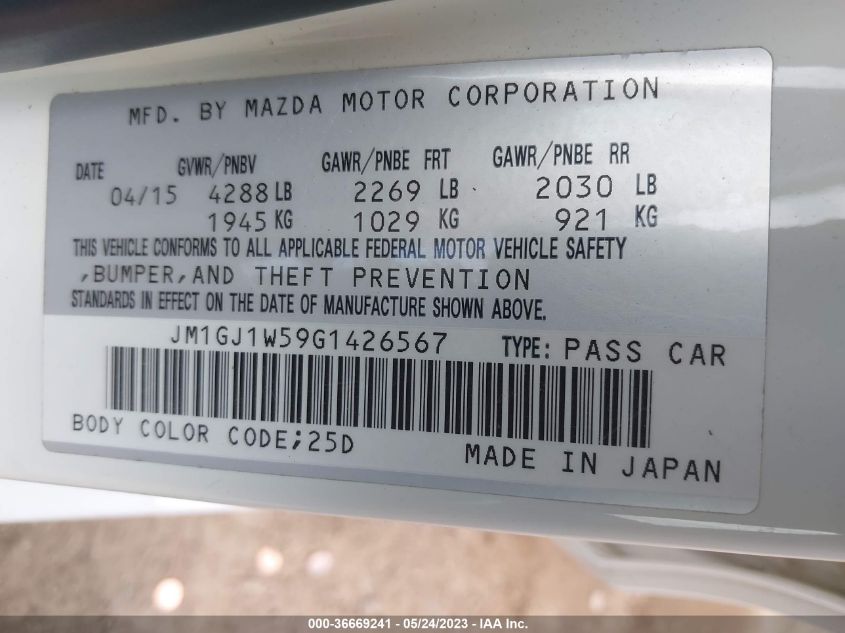 MFD. BY MAZDA MOTOR CORPORATION
DATE GVWR/PNBV GAWR/PNBE FRT GAWR/PNBE RR
04/15 4288 LB 2269 LB 2030 LB
1945 KG 1029 KG 921 KG
THIS VEHICLE CONFORMS TO ALL APPLICABLE FEDERAL MOTOR VEHICLE SAFETY
,BUMPER,AND THEFT PREVENTION
STANDARDS IN EFFECT ON THE DATE OF MANUFACTURE SHOWN ABOVE.
JM1GJ1W59G1426567 TYPE: PASS CAR
BODY COLOR CODE;25D
MADE IN JAPAN
000-36669241 - 05/24/2023 - IAA Inc.